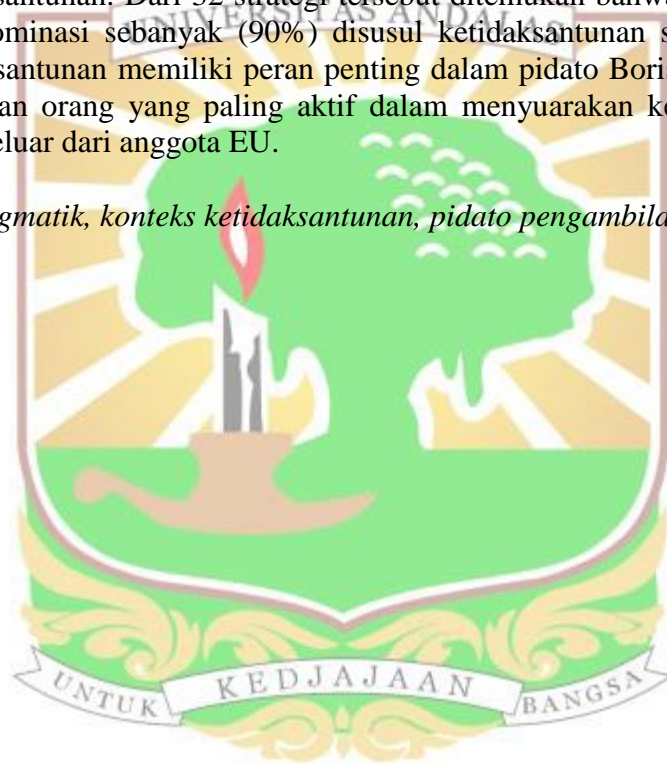 santunan. Dari 32 strategi tersebut ditemukan bahwa
UNIVERSITAS ANDALAS
ominasi sebanyak (90%) disusul ketidaksantunan s
santunan memiliki peran penting dalam pidato Bori
an orang yang paling aktif dalam menyuarakan ke
eluar dari anggota EU.
gmatik, konteks ketidaksantunan, pidato pengambila
UNTUK KEDJAJAAN BANGSA